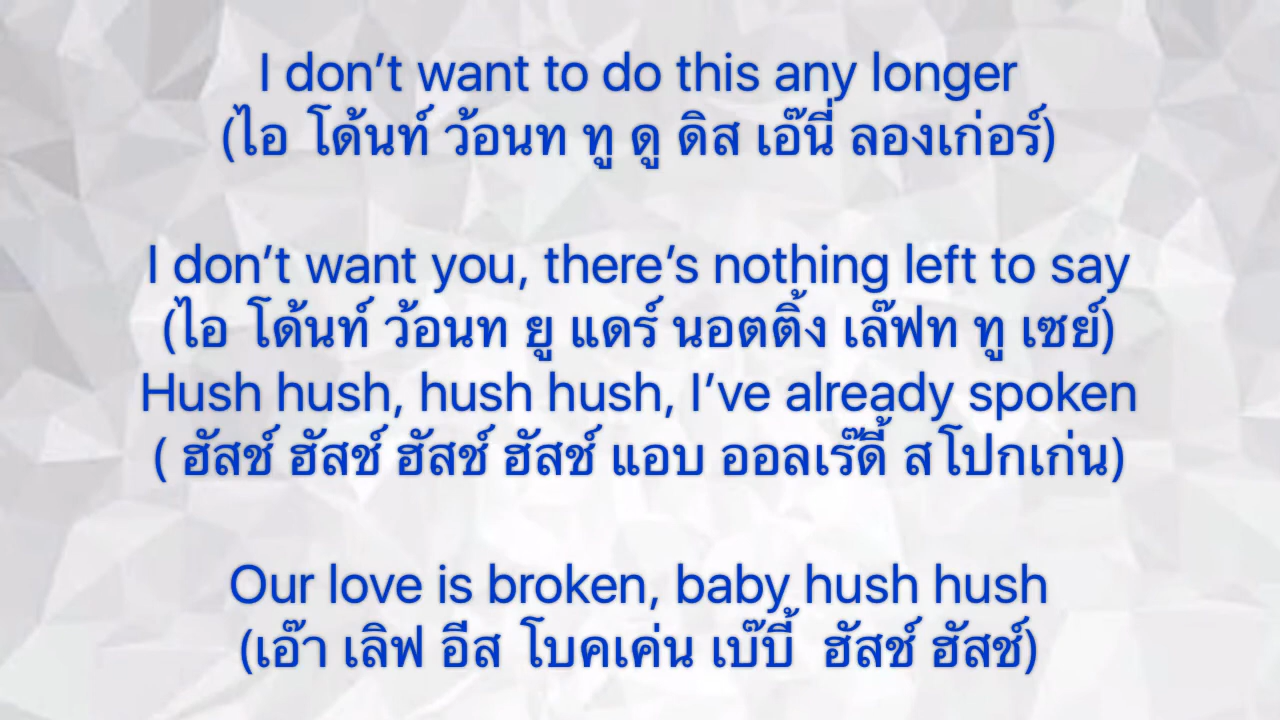 I don’t want to do this any longer
(ไอ โด้นท์ ว้อนท ทู ดู ดิส เอ๊นี่ ลองเก่อร์)
I don’t want you, there’s nothing left to say
(ไอ โด้นท์ ว้อนท ยู แดร์ นอตติ้ง เล๊ฟท ทู เซย์)
Hush hush, hush hush, I’ve already spoken
( ฮัสช์ ฮัสช์ ฮัสช์ ฮัสช์ แอบ ออลเร๊ดี้ สโปกเก่น)
Our love is broken, baby hush hush
(เอ๊า เลิฟ อีส โบคเค่น เบ๊บี้  ฮัสช์ ฮัสช์)